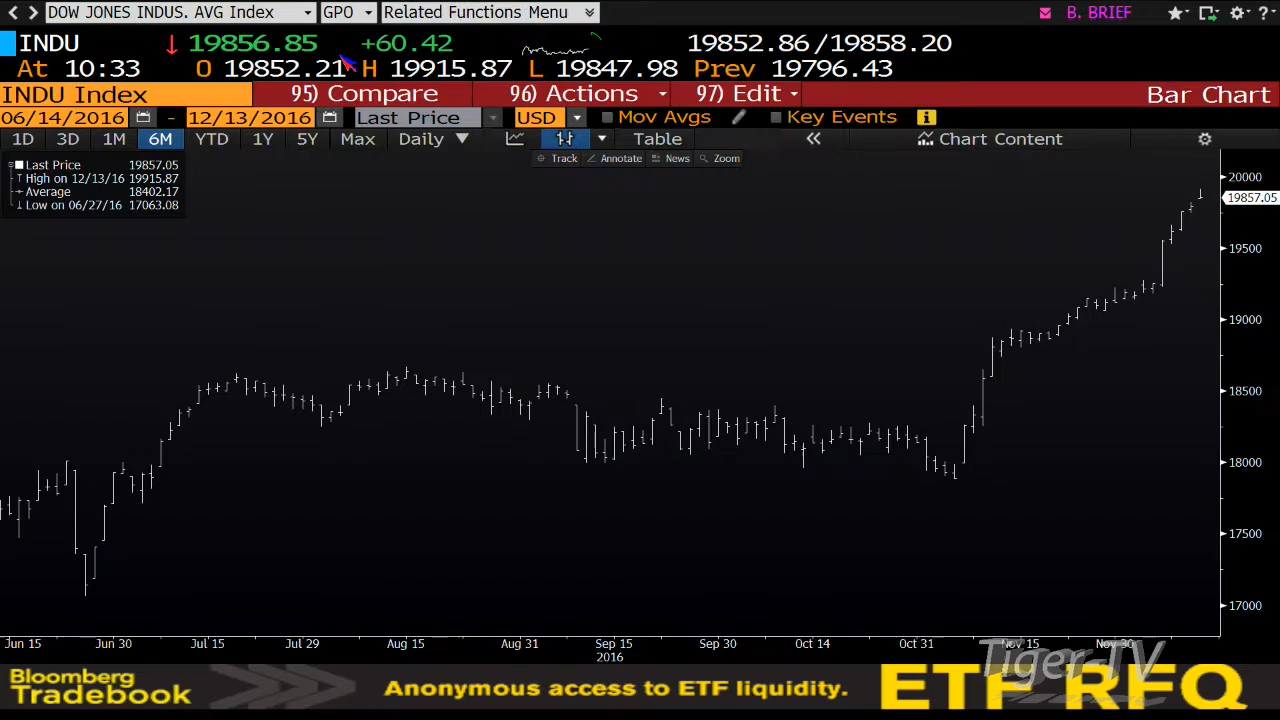 DOW JONES INDUS. AVG Index GPO Related Functions Menu B. BRIEF ?
INDU 19856.85 +60.42 19852.86/19858.20
At 10:33 O 19852.21 H 19915.87 L 19847.98 Prev 19796.43
INDU Index 95) Compare 96) Actions 97) Edit Bar Chart
06/14/2016 - 12/13/2016 Last Price USD Mov Avgs Key Events
1D 3D 1M 6M YTD 1Y 5Y Max Daily Table Chart Content
Track Annotate News Zoom
Last Price 19857.05
High on 12/13/16 19915.87
Average 18402.17
Low on 06/27/16 17063.08
20000
19857.05
19500
19000
18500
18000
17500
17000
Jun 15 Jun 30 Jul 15 Jul 29 Aug 15 Aug 31 Sep 15 Sep 30 Oct 14 Oct 31 Nov 15 Nov 30
2016
Tiger-TV
Bloomberg
Tradebook
Anonymous access to ETF liquidity.
ETF RFQ